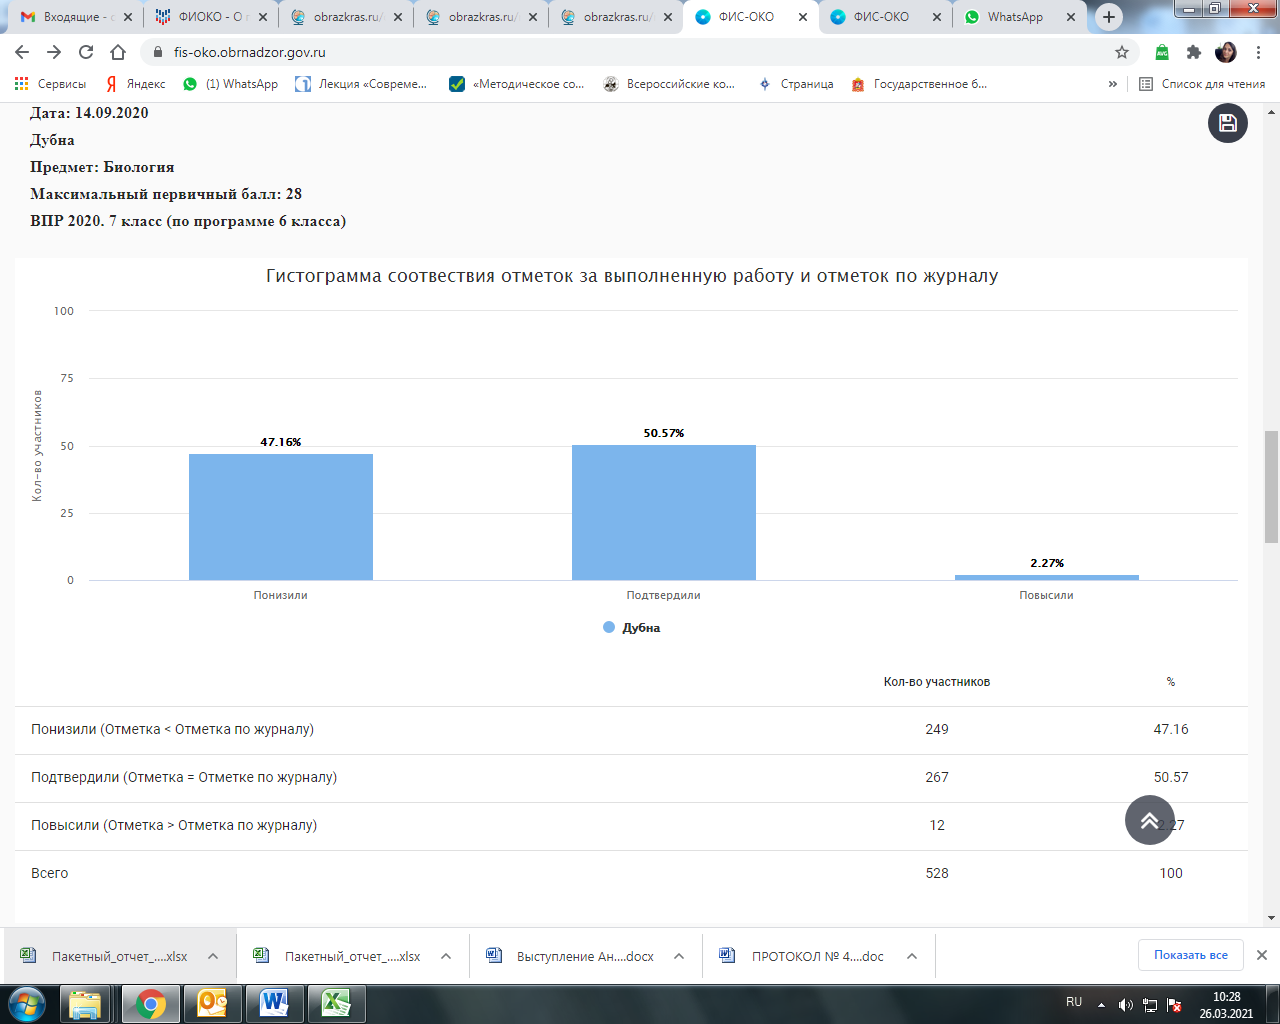 Входящие - с
ФИОКО - О п
obrazkras.ru/
obrazkras.ru/
obrazkras.ru/
ФИС-ОКО
ФИС-ОКО
WhatsApp
fis-oko.obrnadzor.gov.ru
AVG
Сервисы
Яндекс
(1) WhatsApp
Лекция «Совреме...
«Методическое со...
Всероссийские ко...
Страница
Государственное б...
»
Список для чтения
Дата: 14.09.2020
Дубна
Предмет: Биология
Максимальный первичный балл: 28
ВПР 2020. 7 класс (по программе 6 класса)
Гистограмма соотвествия отметок за выполненную работу и отметок по журналу
Кол-во участников
100
75
50
25
0
47.16%
50.57%
2.27%
Понизили
Подтвердили
Повысили
Дубна
Кол-во участников %
Понизили (Отметка < Отметка по журналу) 249 47.16
Подтвердили (Отметка = Отметке по журналу) 267 50.57
Повысили (Отметка > Отметка по журналу) 12 2.27
Всего 528 100
Пакетный_отчет_....xlsx
Пакетный_отчет_....xlsx
Выступление Ан....docx
ПРОТОКОЛ № 4....doc
Показать все
RU
10:28
26.03.2021